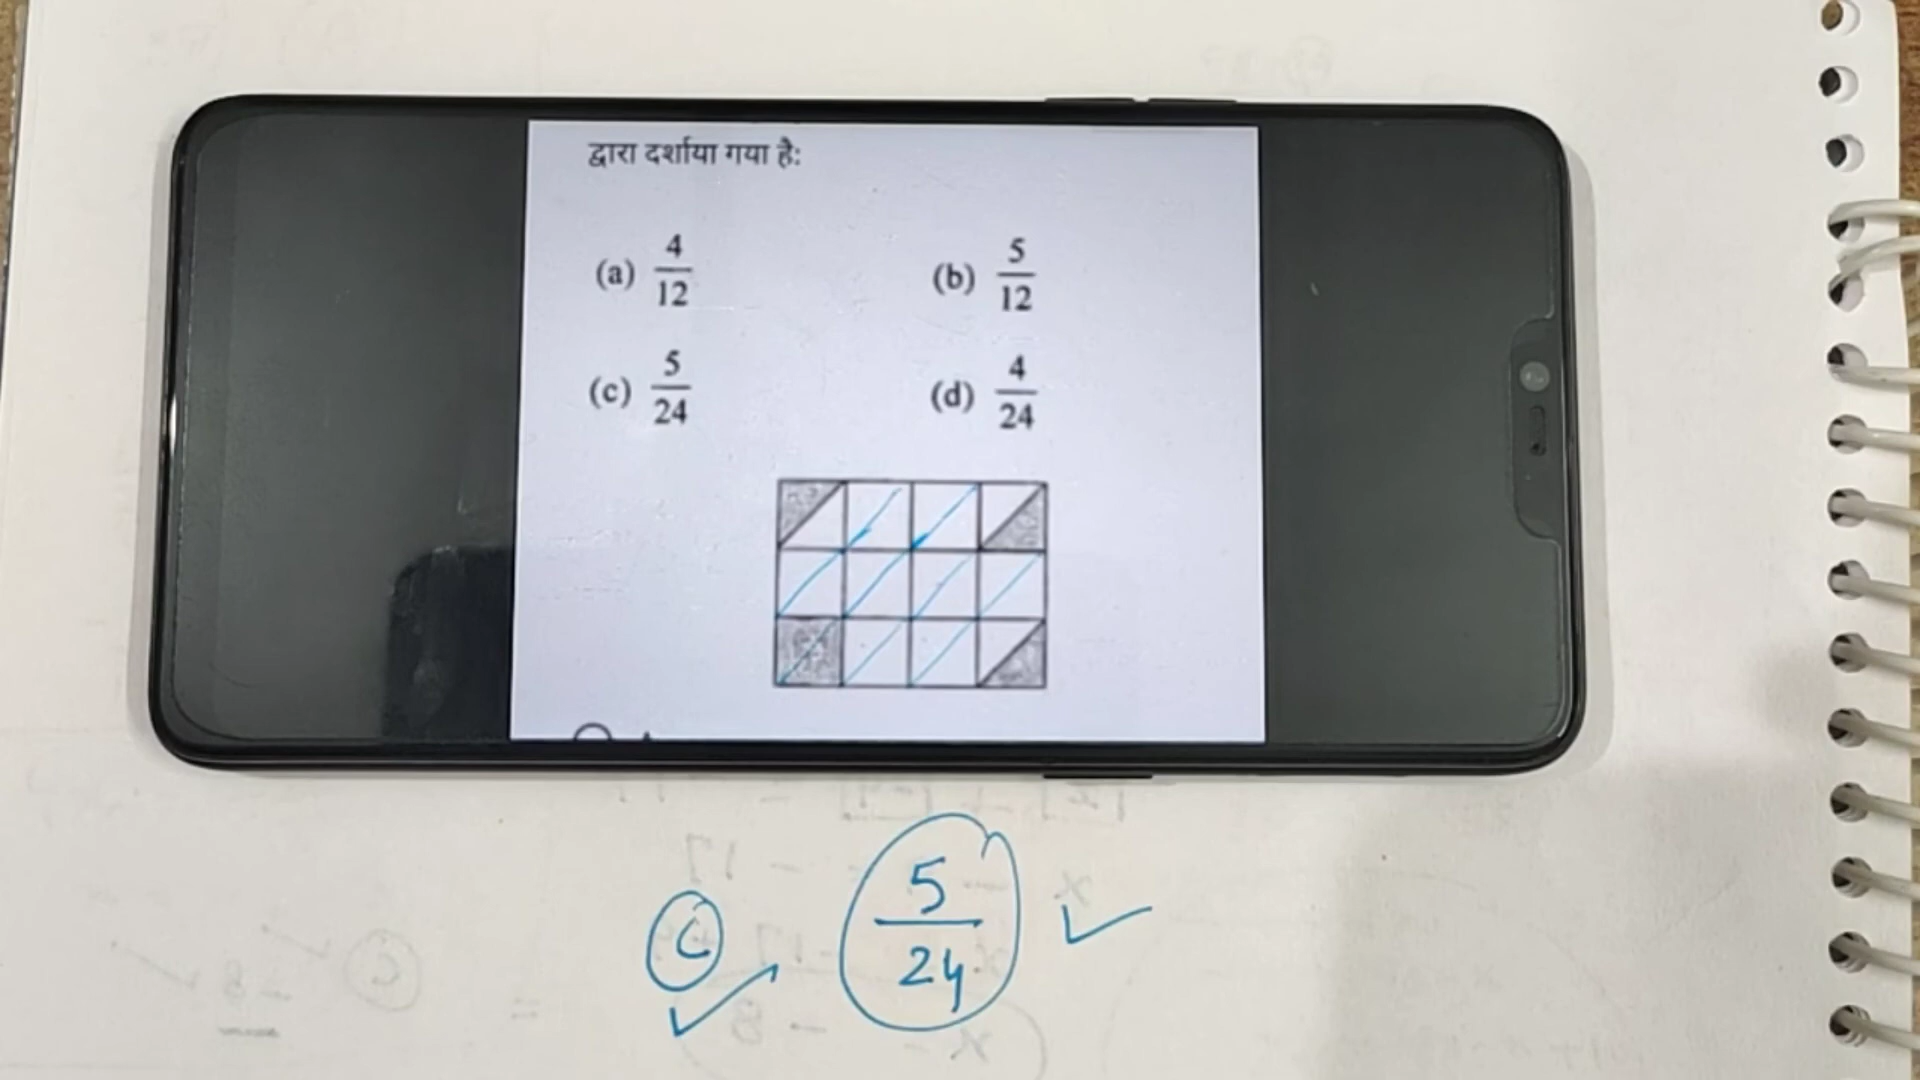 द्वारा दर्शाया गया है:
(a) 4/12 (b) 5/12
(c) 5/24 (d) 4/24
C 5/24